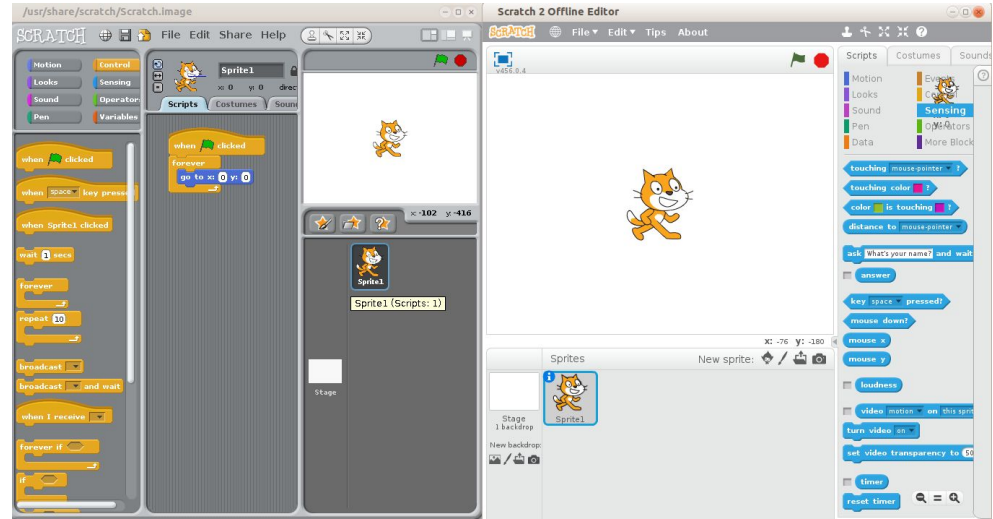 /usr/share/scratch/Scratch.image
SCRATCH File Edit Share Help
Motion Control
Looks Sensing
Sound Operator
Pen Variables
Sprite1
x: 0 y: 0 direc
Scripts Costumes Soun
when clicked
when space key presse
when Sprite1 clicked
wait 1 secs
forever
repeat 10
broadcast
broadcast and wait
when I receive
forever if
if
when clicked
forever
go to x: 0 y: 0
x: -102 y: -416
Sprite1
Sprite1 (Scripts: 1)
Stage
Scratch 2 Offline Editor
SCRATCH File Edit Tips About
v456.0.4
X: -76 y: -180
Sprites New sprite:
Stage
1 backdrop
Sprite1
New backdrop:
Scripts Costumes Sounds
Motion
Looks
Sound Sensing
Pen
Data More Block
touching mouse-pointer ?
touching color ?
color is touching ?
distance to mouse-pointer
ask What's your name? and wait
answer
key space pressed?
mouse down?
mouse x
mouse y
loudness
video motion on this sprit
turn video on
set video transparency to 50
timer
reset timer